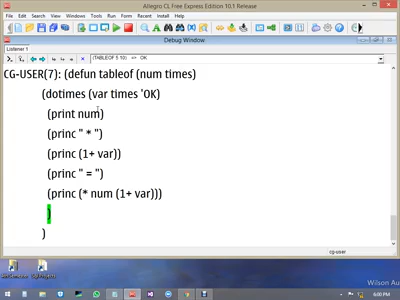 Allegro CL Free Express Edition 10.1 Release
File Edit Windows Tools Run Form Recent Install Help
Debug Window
Listener 1
(TABLEOF 5 10) <= OK
CG-USER(7): (defun tableof (num times)
(dotimes (var times 'OK)
(print num)
(princ " * ")
(princ (1+ var))
(princ " = ")
(princ (* num (1+ var)))
)
)
cg-user
Wilson Au
6:00 PM